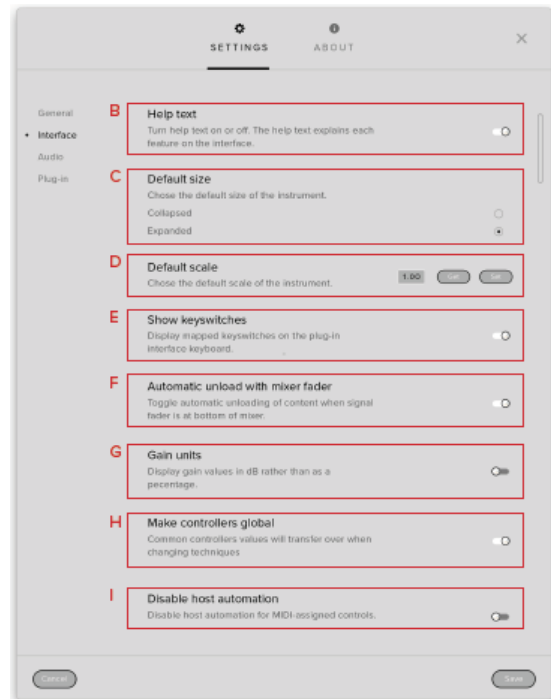 SETTINGS
ABOUT
General
Interface
Audio
Plug-in
B
Help text
Turn help text on or off. The help text explains each
feature on the interface.
C
Default size
Chose the default size of the instrument.
Collapsed
Expanded
D
Default scale
Chose the default scale of the instrument.
1.00
Get
Set
E
Show keyswitches
Display mapped keyswitches on the plug-in
interface keyboard.
F
Automatic unload with mixer fader
Toggle automatic unloading of content when signal
fader is at bottom of mixer.
G
Gain units
Display gain values in dB rather than as a
pecentage.
H
Make controllers global
Common controllers values will transfer over when
changing techniques
I
Disable host automation
Disable host automation for MIDI-assigned controls.
Cancel
Save